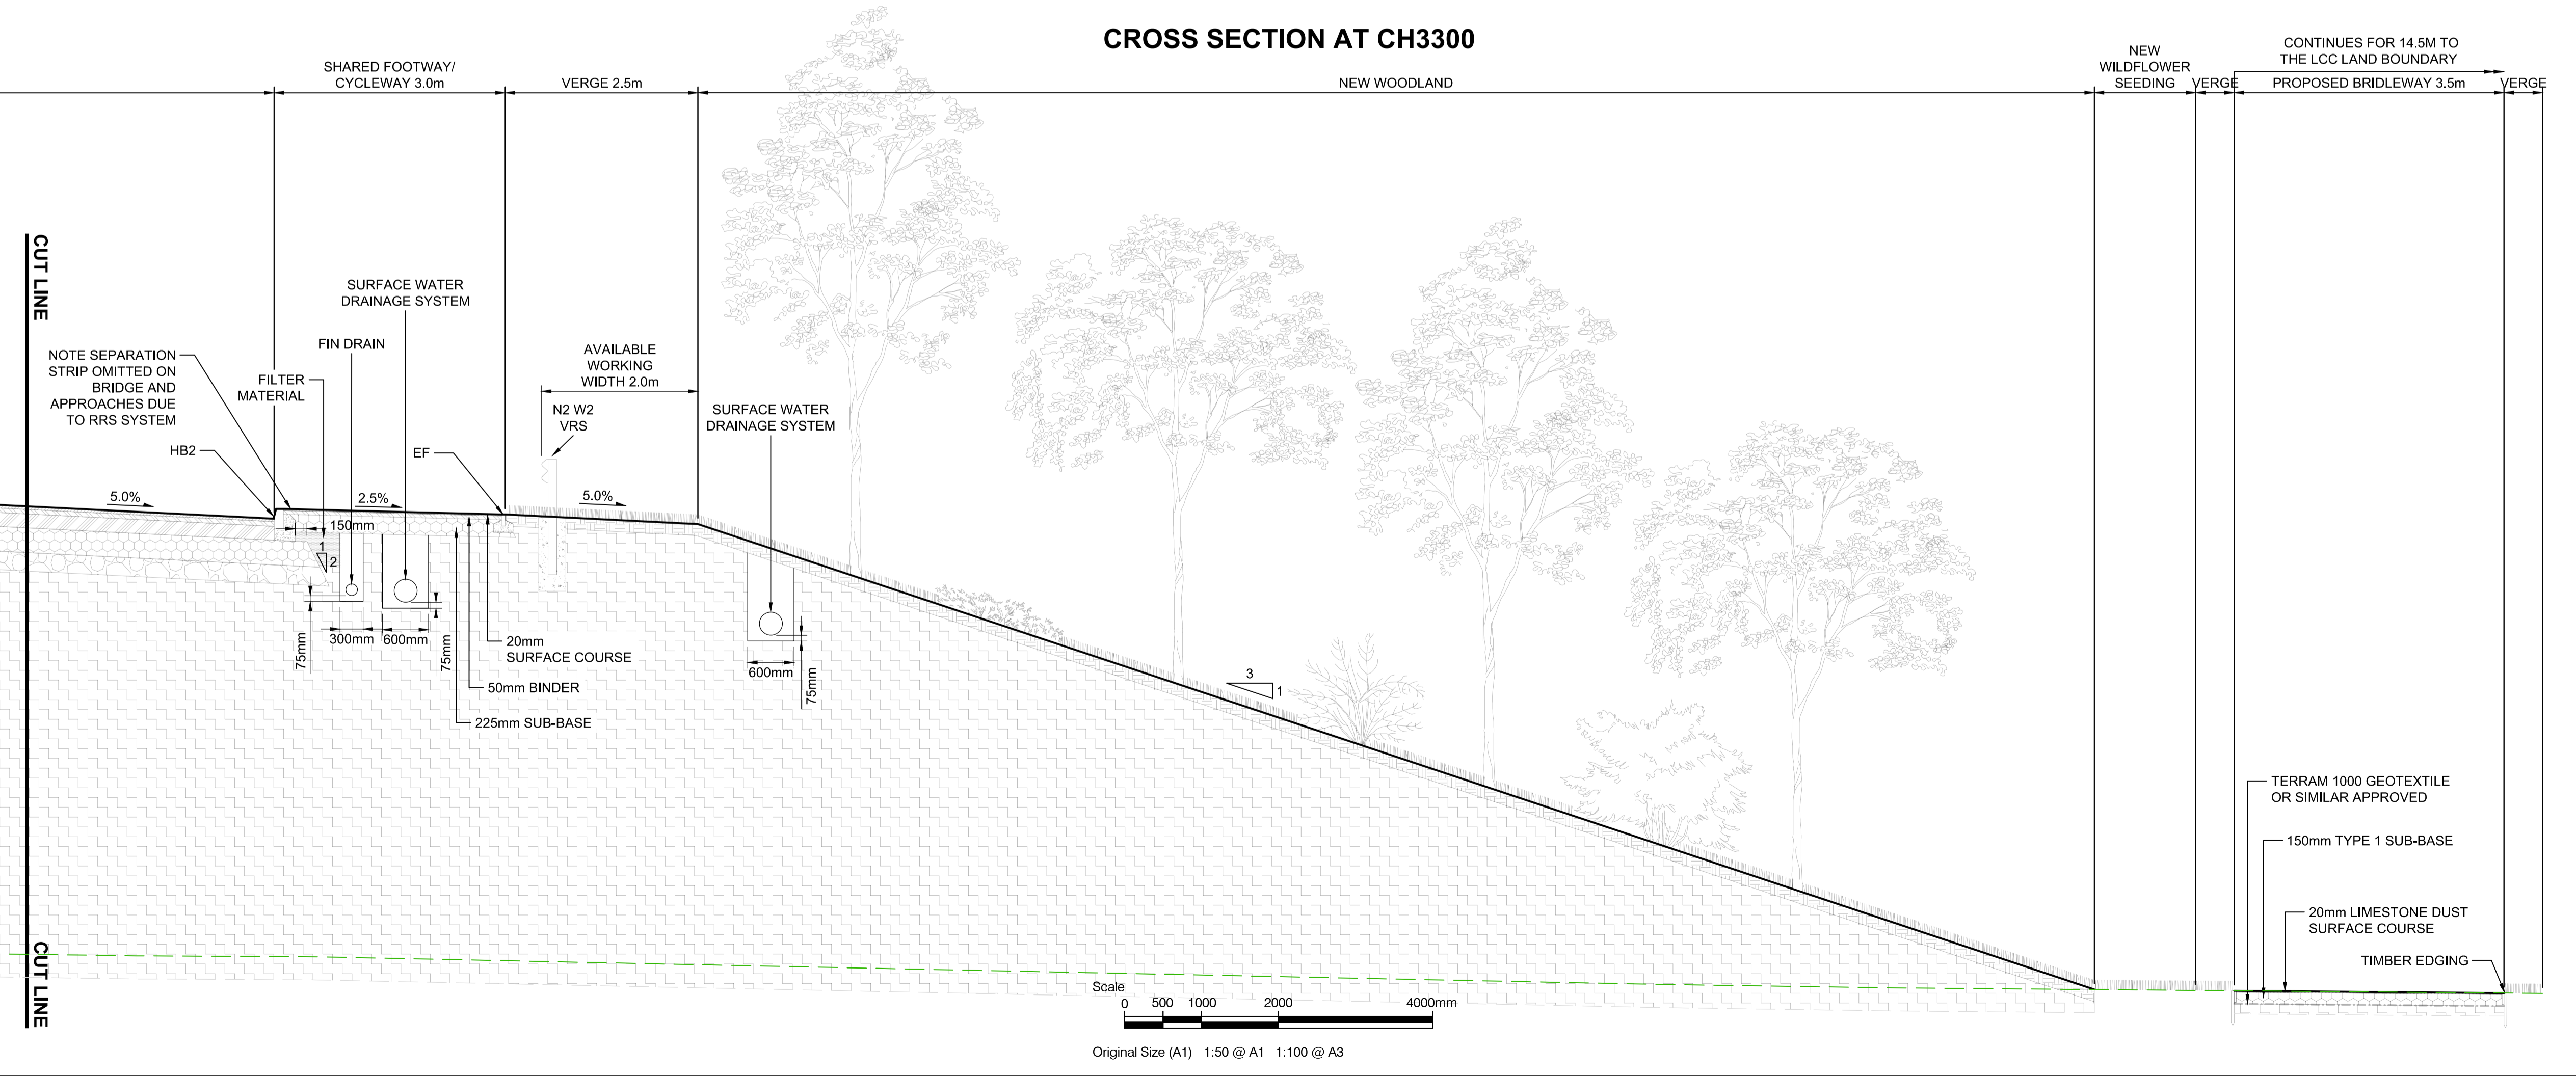 CROSS SECTION AT CH3300
SHARED FOOTWAY/
CYCLEWAY 3.0m
VERGE 2.5m
NEW WOODLAND
NEW
WILDFLOWER
SEEDING
VERGE
CONTINUES FOR 14.5M TO
THE LCC LAND BOUNDARY
PROPOSED BRIDLEWAY 3.5m
VERGE
CUT LINE
SURFACE WATER
DRAINAGE SYSTEM
FIN DRAIN
NOTE SEPARATION
STRIP OMITTED ON
BRIDGE AND
APPROACHES DUE
TO RRS SYSTEM
FILTER
MATERIAL
HB2
EF
AVAILABLE
WORKING
WIDTH 2.0m
N2 W2
VRS
SURFACE WATER
DRAINAGE SYSTEM
5.0%
2.5%
5.0%
150mm
1
2
75mm
300mm
600mm
75mm
20mm
SURFACE COURSE
50mm BINDER
225mm SUB-BASE
600mm
75mm
3
1
TERRAM 1000 GEOTEXTILE
OR SIMILAR APPROVED
150mm TYPE 1 SUB-BASE
20mm LIMESTONE DUST
SURFACE COURSE
TIMBER EDGING
CUT LINE
Scale
0 500 1000 2000 4000mm
Original Size (A1) 1:50 @ A1 1:100 @ A3